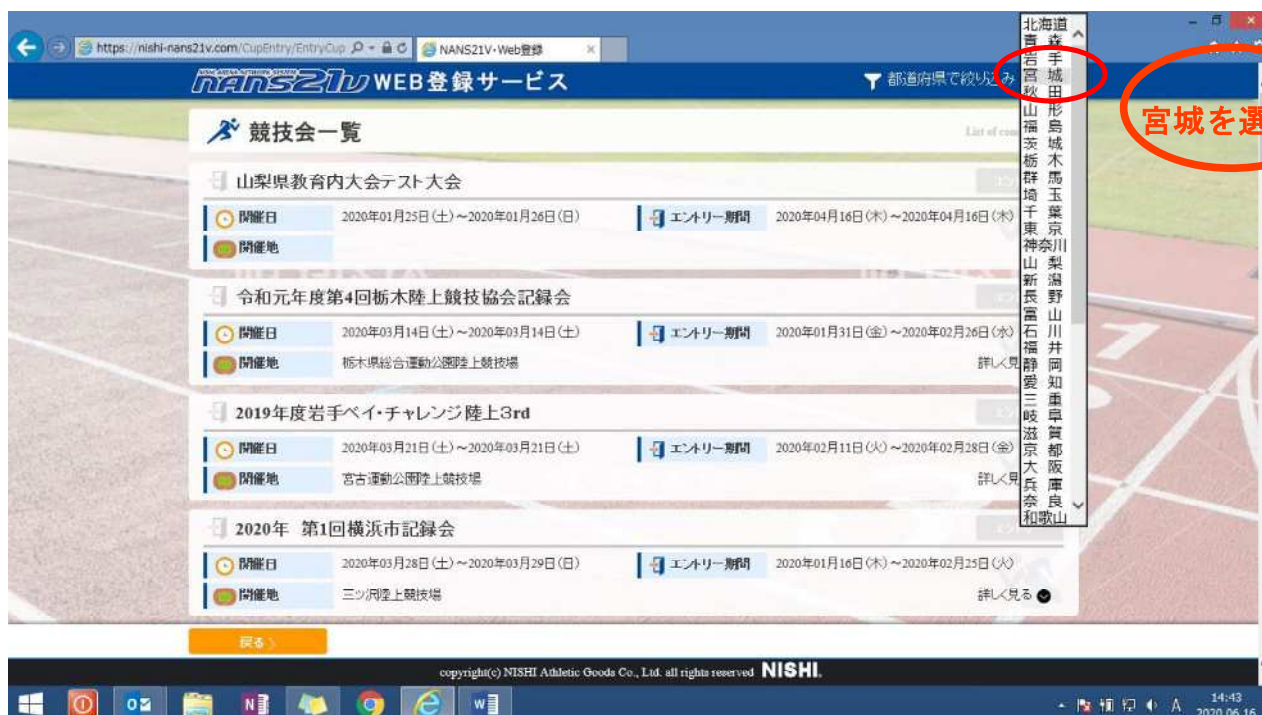 https://nishi-nans21v.com/CupEntry/EntryCup
NANS21V-Web登録
nans21v WEB登録サービス
都道府県で絞り込み
宮城を選
競技会一覧
山梨県教育内大会テスト大会
開催日 2020年01月25日(土)～2020年01月26日(日) エントリー期間 2020年04月16日(木)～2020年04月16日(木)
開催地
令和元年度第4回栃木陸上競技協会記録会
開催日 2020年03月14日(土)～2020年03月14日(土) エントリー期間 2020年01月31日(金)～2020年02月26日(水)
開催地 栃木県総合運動公園陸上競技場 詳しく見
2019年度岩手ベイ・チャレンジ陸上3rd
開催日 2020年03月21日(土)～2020年03月21日(土) エントリー期間 2020年02月11日(火)～2020年02月28日(金)
開催地 宮古運動公園陸上競技場 詳しく見
2020年 第1回横浜市記録会
開催日 2020年03月28日(土)～2020年03月29日(日) エントリー期間 2020年01月16日(木)～2020年02月25日(火)
開催地 三ツ沢陸上競技場 詳しく見る
北海道
青 森
岩 手
宮 城
秋 田
山 形
福 島
茨 城
栃 木
群 馬
埼 玉
千 葉
東 京
神奈川
山 梨
新 潟
長 野
富 山
石 川
福 井
静 岡
愛 知
三 重
岐 阜
滋 賀
京 都
大 阪
兵 庫
奈 良
和歌山
戻る
copyright(c) NISHI Athletic Goods Co., Ltd. all rights reserved NISHI.
A 14:43
2020.06.16